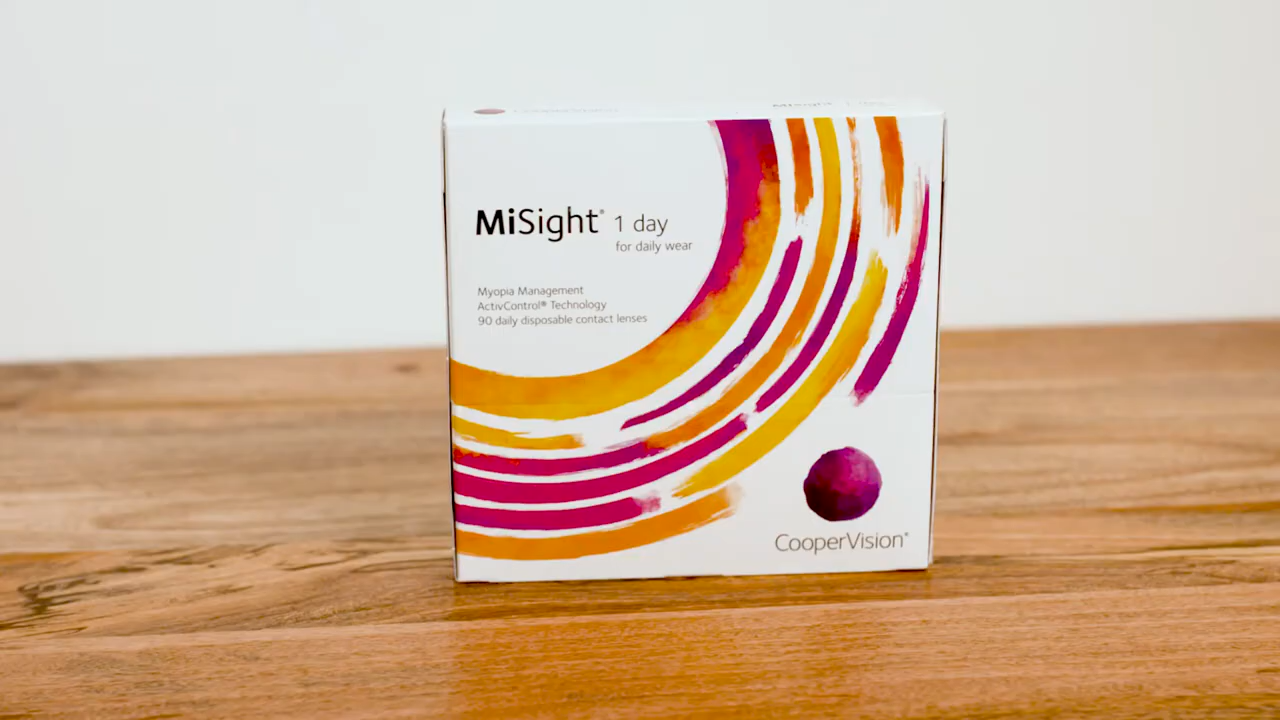 MiSight® 1 day
for daily wear
Myopia Management
ActivControl® Technology
90 daily disposable contact lenses
CooperVision®